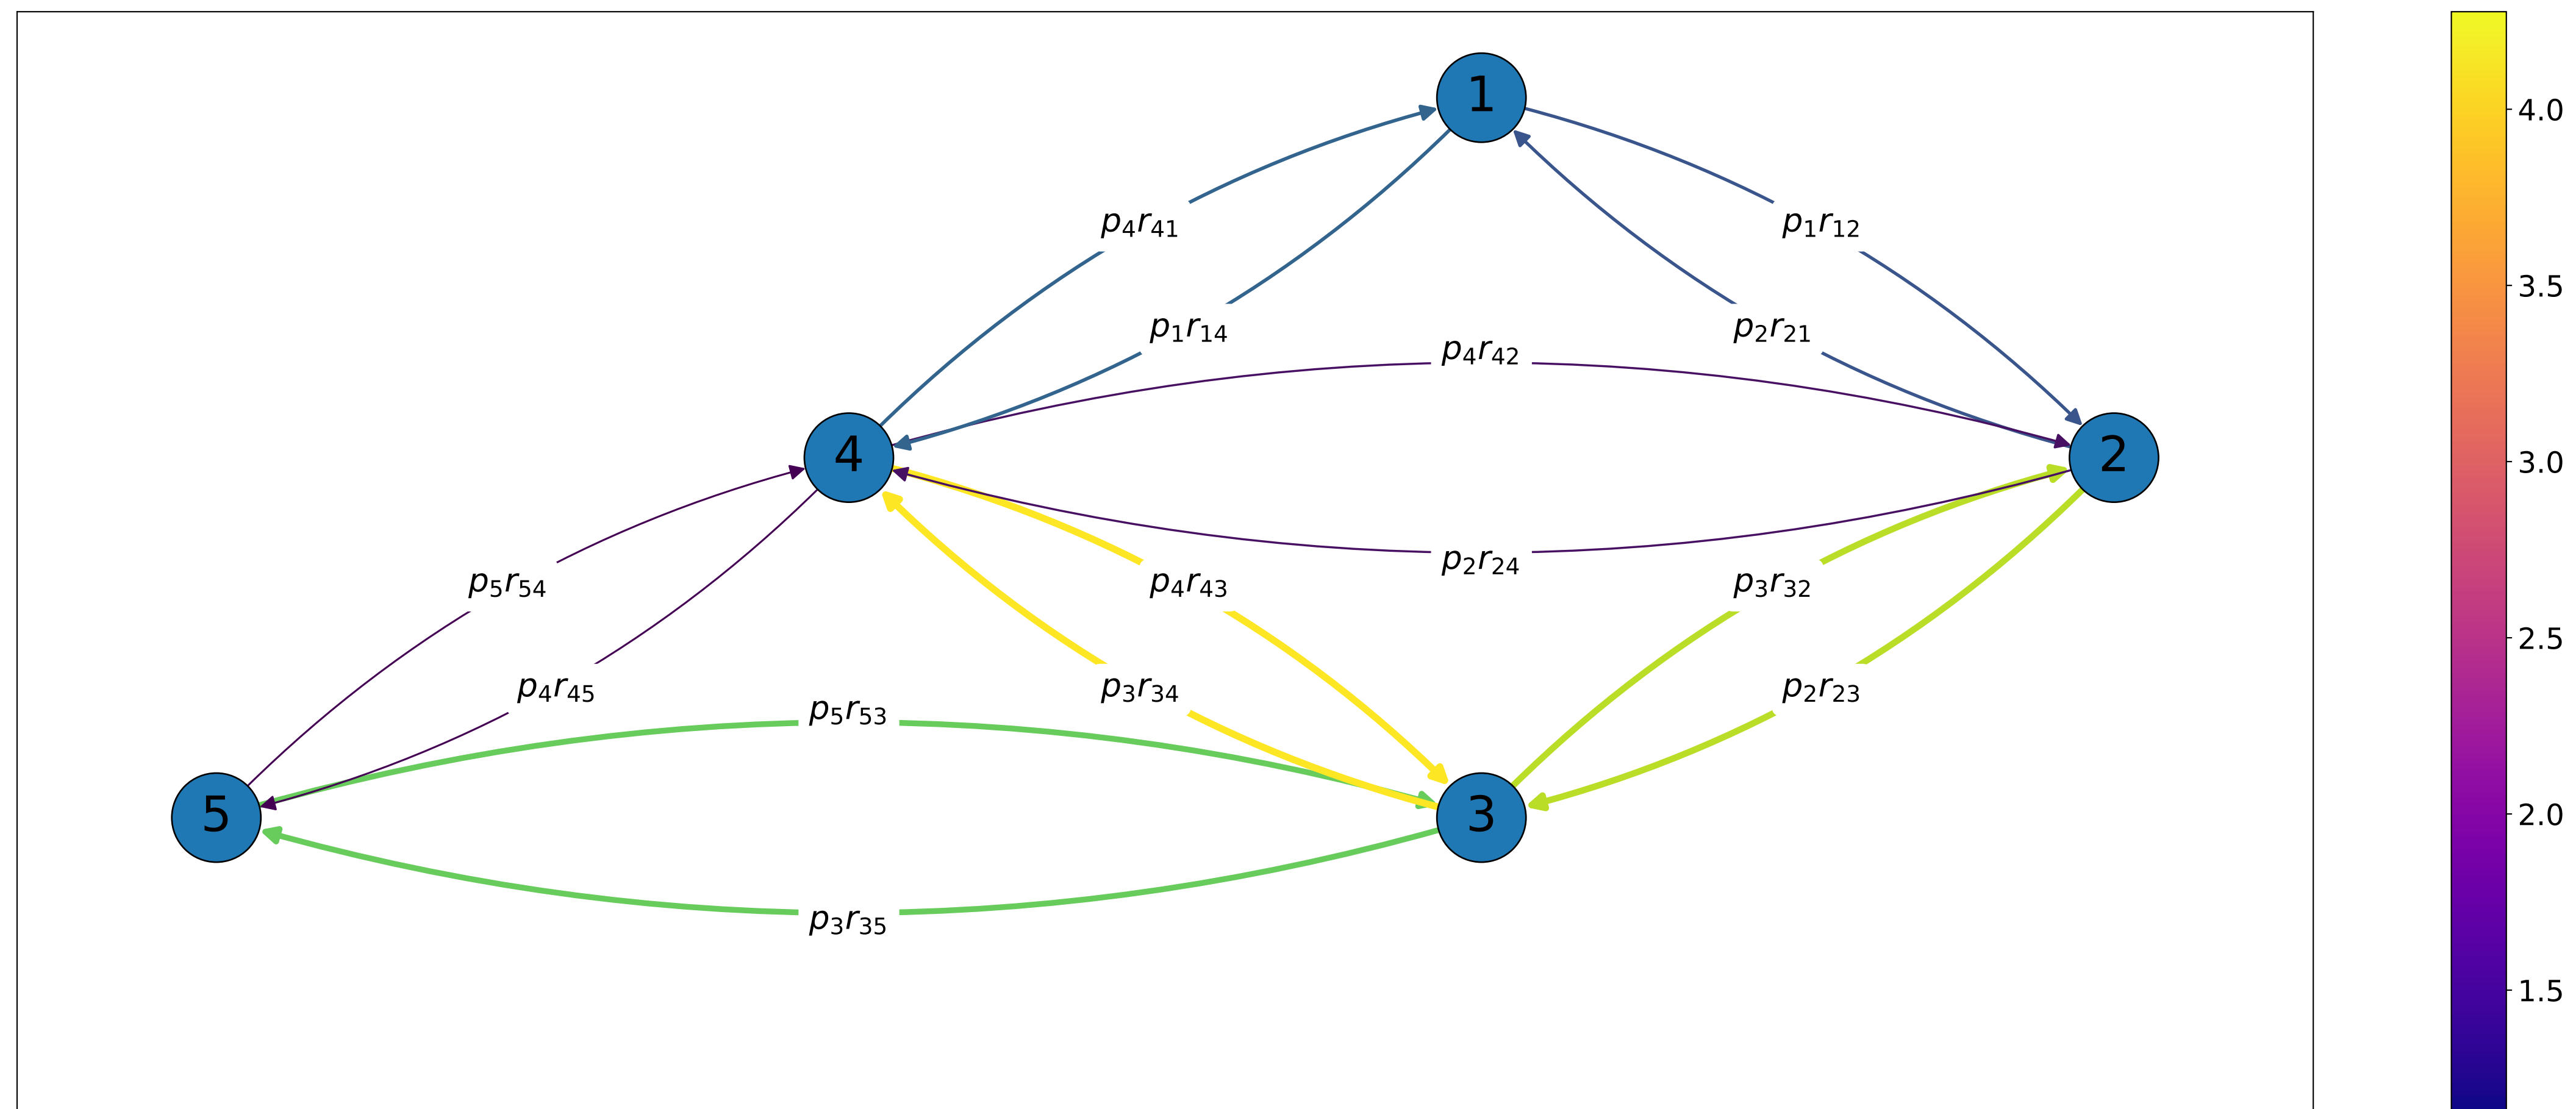 1
4.0
p₄r₄₁
p₁r₁₂
3.5
p₁r₁₄
p₂r₂₁
p₄r₄₂
4
2
3.0
p₂r₂₄
p₅r₅₄
p₄r₄₃
p₃r₃₂
2.5
p₄r₄₅
p₃r₃₄
p₂r₂₃
p₅r₅₃
5
3
2.0
p₃r₃₅
1.5